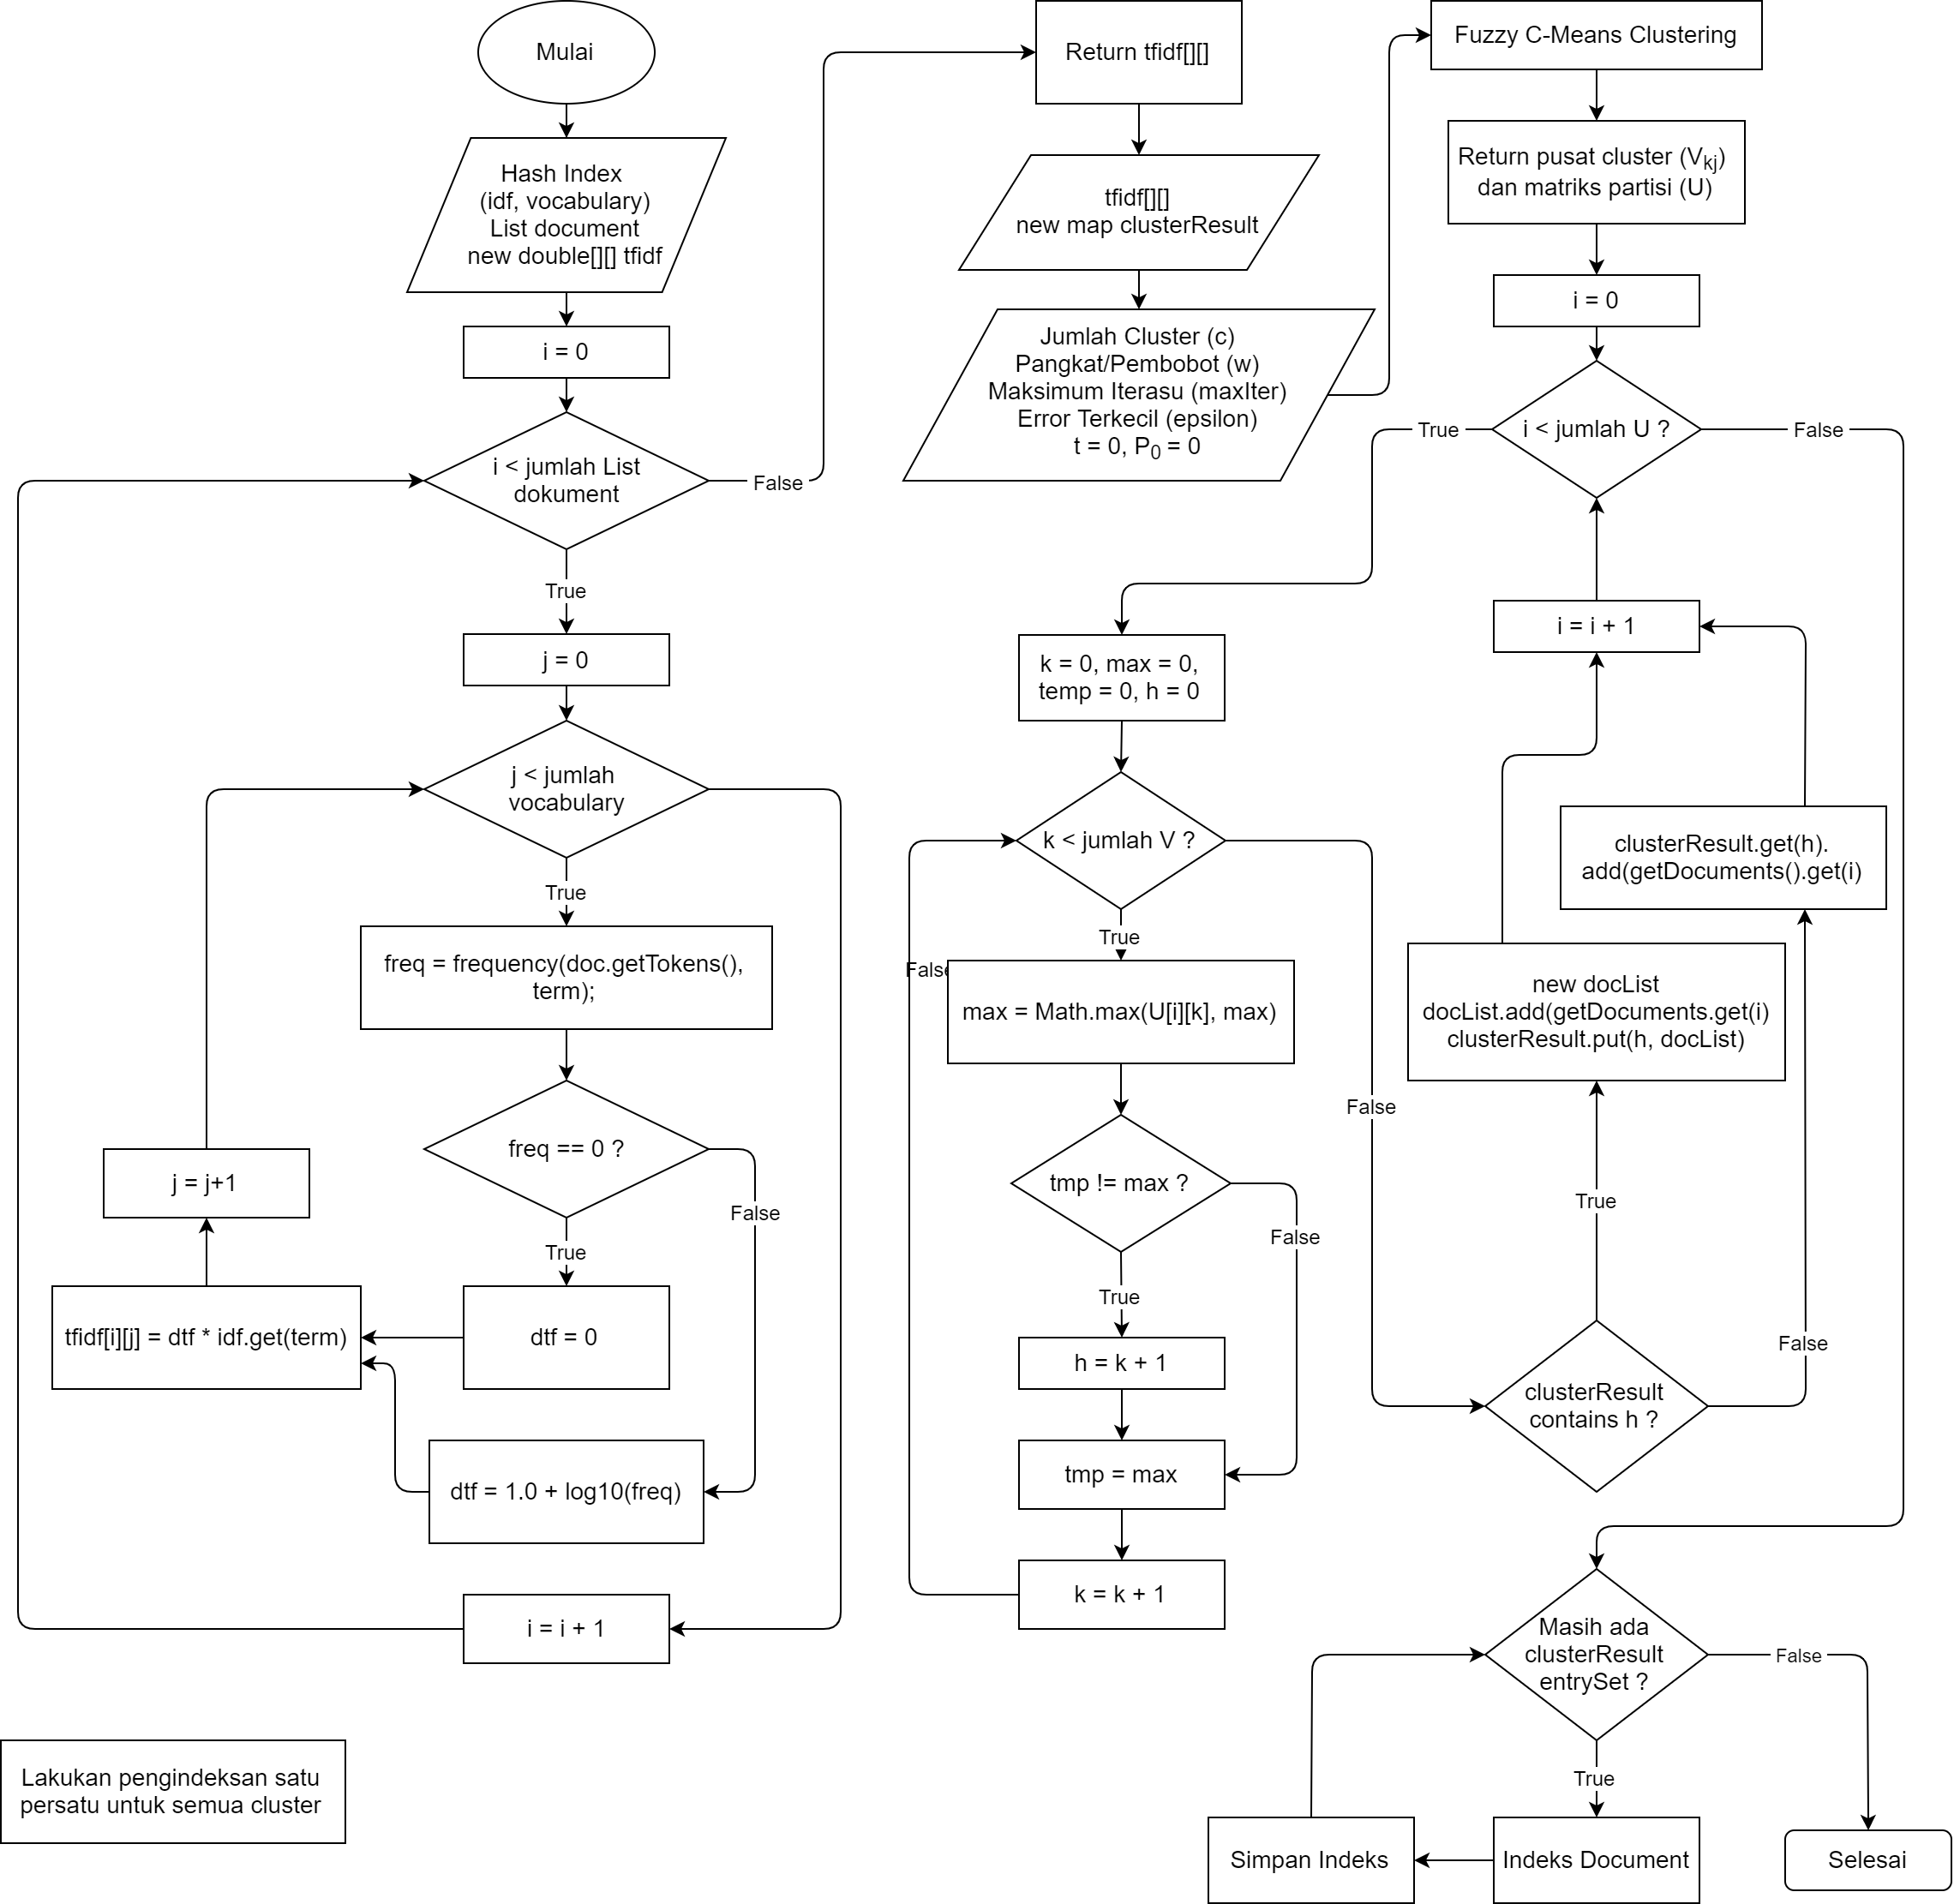 Mulai
Hash Index
(idf, vocabulary)
List document
new double[][] tfidf
i = 0
i < jumlah List
dokument
False
True
j = 0
j < jumlah
vocabulary
True
freq = frequency(doc.getTokens(),
term);
freq == 0 ?
False
True
j = j+1
tfidf[i][j] = dtf * idf.get(term)
dtf = 0
dtf = 1.0 + log10(freq)
i = i + 1
Lakukan pengindeksan satu
persatu untuk semua cluster
Return tfidf[][]
tfidf[][]
new map clusterResult
Jumlah Cluster (c)
Pangkat/Pembobot (w)
Maksimum Iterasu (maxIter)
Error Terkecil (epsilon)
t = 0, P0 = 0
k = 0, max = 0,
temp = 0, h = 0
k < jumlah V ?
True
False
max = Math.max(U[i][k], max)
tmp != max ?
False
True
h = k + 1
tmp = max
k = k + 1
False
Fuzzy C-Means Clustering
Return pusat cluster (Vkj)
dan matriks partisi (U)
i = 0
i < jumlah U ?
True
False
i = i + 1
clusterResult.get(h).
add(getDocuments().get(i)
new docList
docList.add(getDocuments.get(i)
clusterResult.put(h, docList)
True
False
clusterResult
contains h ?
Masih ada
clusterResult
entrySet ?
False
True
Simpan Indeks
Indeks Document
Selesai